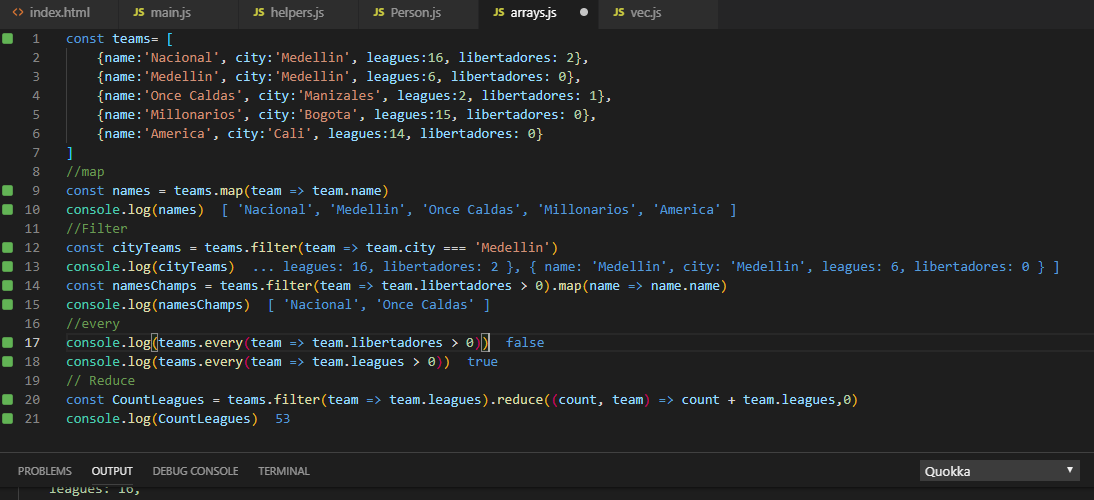 index.html JS main.js JS helpers.js JS Person.js JS arrays.js JS vec.js
1 const teams= [
2 {name:'Nacional', city:'Medellin', leagues:16, libertadores: 2},
3 {name:'Medellin', city:'Medellin', leagues:6, libertadores: 0},
4 {name:'Once Caldas', city:'Manizales', leagues:2, libertadores: 1},
5 {name:'Millonarios', city:'Bogota', leagues:15, libertadores: 0},
6 {name:'America', city:'Cali', leagues:14, libertadores: 0}
7 ]
8 //map
9 const names = teams.map(team => team.name)
10 console.log(names) [ 'Nacional', 'Medellin', 'Once Caldas', 'Millonarios', 'America' ]
11 //Filter
12 const cityTeams = teams.filter(team => team.city === 'Medellin')
13 console.log(cityTeams) ... leagues: 16, libertadores: 2 }, { name: 'Medellin', city: 'Medellin', leagues: 6, libertadores: 0 } ]
14 const namesChamps = teams.filter(team => team.libertadores > 0).map(name => name.name)
15 console.log(namesChamps) [ 'Nacional', 'Once Caldas' ]
16 //every
17 console.log(teams.every(team => team.libertadores > 0)) false
18 console.log(teams.every(team => team.leagues > 0)) true
19 // Reduce
20 const CountLeagues = teams.filter(team => team.leagues).reduce((count, team) => count + team.leagues,0)
21 console.log(CountLeagues) 53
PROBLEMS OUTPUT DEBUG CONSOLE TERMINAL Quokka
leagues: 16,